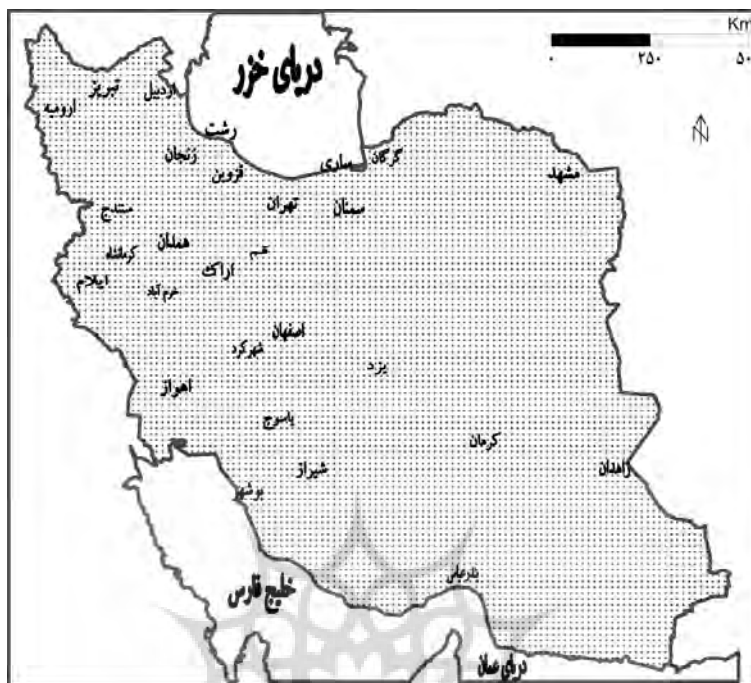 Km
۲۵۰
۵۰
دریای خزر
تبریز
اردبیل
ارومیه
رشت
زنجان
قزوین
ساری
گرگان
مشهد
سنندج
تهران
سمنان
همدان
کرمانشاه
قم
اراک
ایلام
خرم آباد
اصفهان
شهرکرد
یزد
اهواز
یاسوج
کرمان
شیراز
زاهدان
بوشهر
بندرعباس
خلیج فارس
دریای عمان